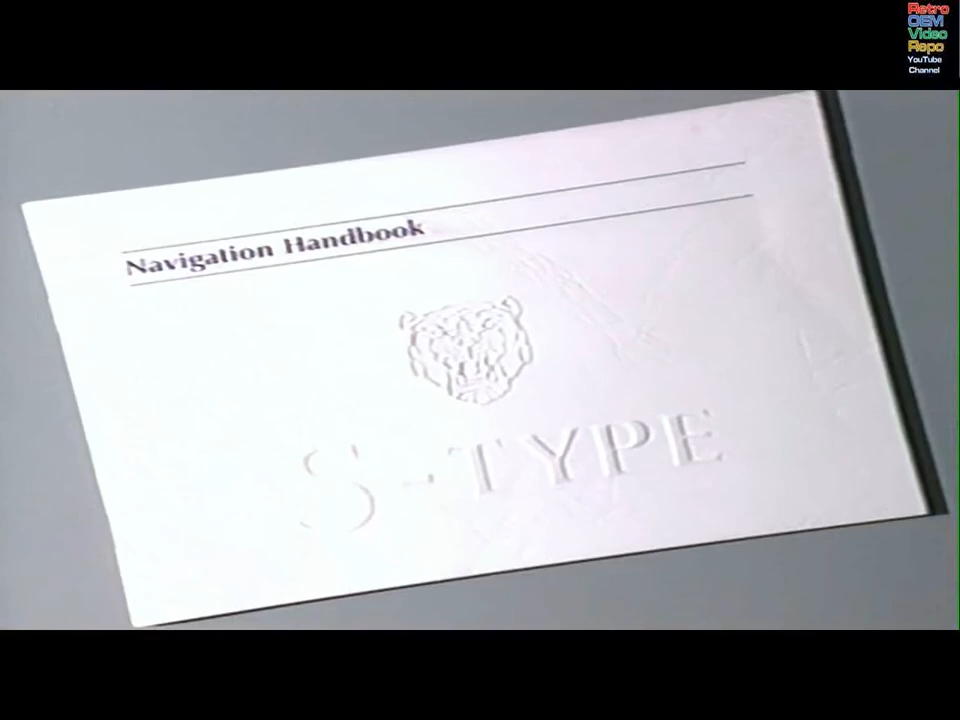 Retro
OEM
Video
Repo
YouTube
Channel
Navigation Handbook
S-TYPE